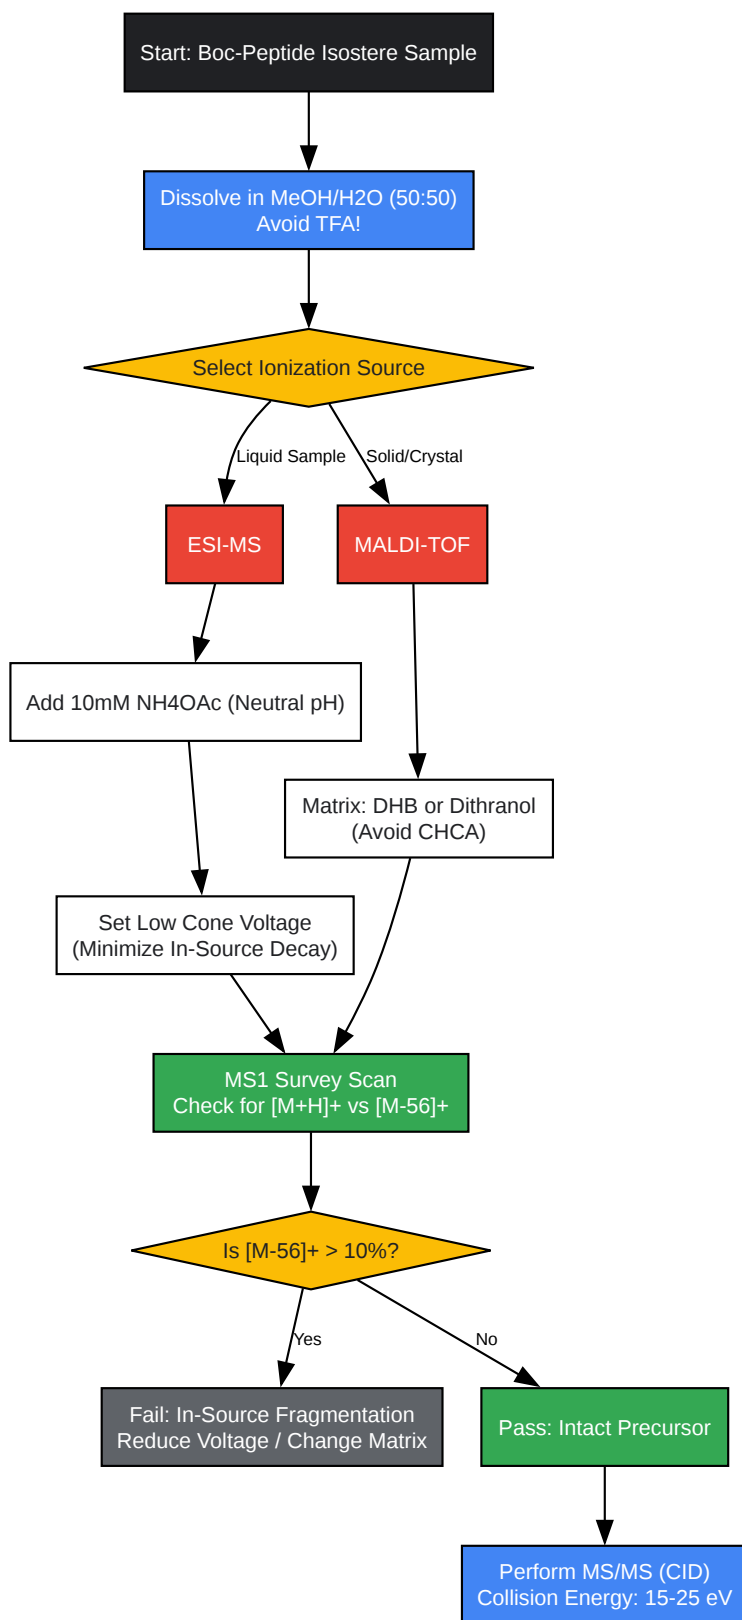 Start: Boc-Peptide Isostere Sample
Dissolve in MeOH/H2O (50:50)
Avoid TFA!
Select Ionization Source
Liquid Sample
Solid/Crystal
ESI-MS
MALDI-TOF
Add 10mM NH4OAc (Neutral pH)
Matrix: DHB or Dithranol
(Avoid CHCA)
Set Low Cone Voltage
(Minimize In-Source Decay)
MS1 Survey Scan
Check for [M+H]+ vs [M-56]+
Is [M-56]+ > 10%?
Yes
No
Fail: In-Source Fragmentation
Reduce Voltage / Change Matrix
Pass: Intact Precursor
Perform MS/MS (CID)
Collision Energy: 15-25 eV